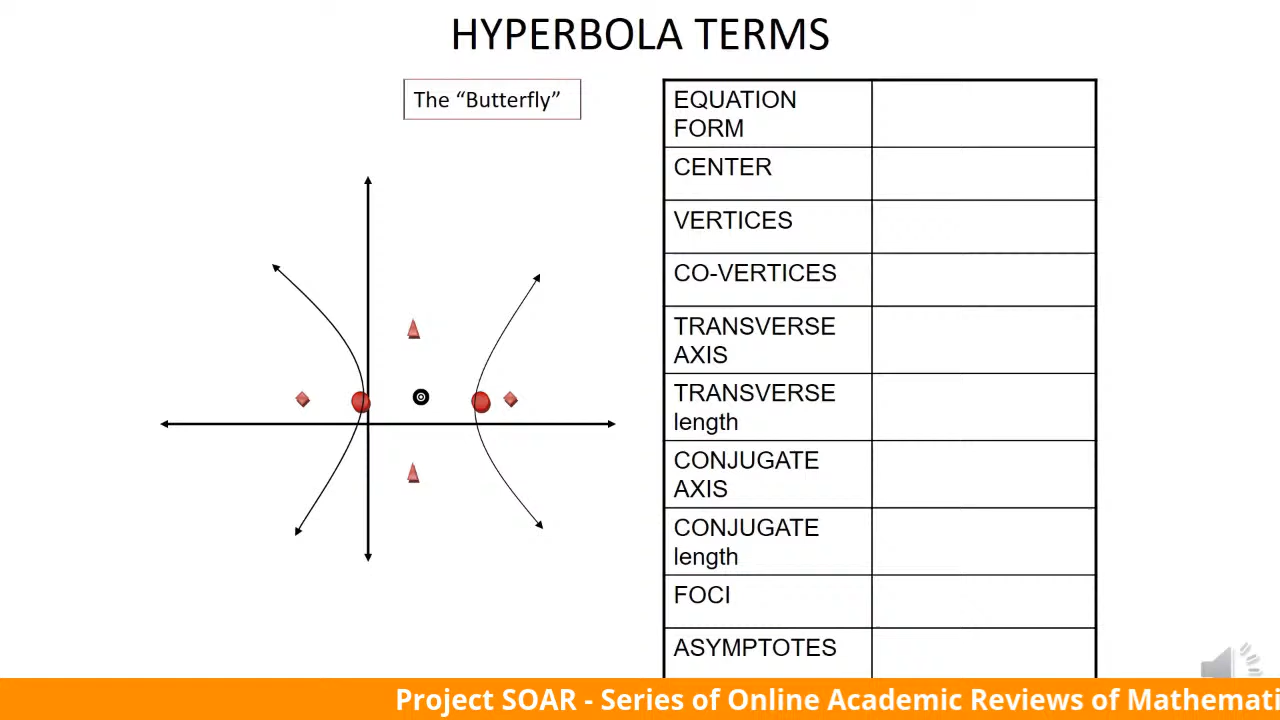 HYPERBOLA TERMS
The “Butterfly”
EQUATION
FORM
CENTER
VERTICES
CO-VERTICES
TRANSVERSE
AXIS
TRANSVERSE
length
CONJUGATE
AXIS
CONJUGATE
length
FOCI
ASYMPTOTES
Project SOAR - Series of Online Academic Reviews of Mathemati